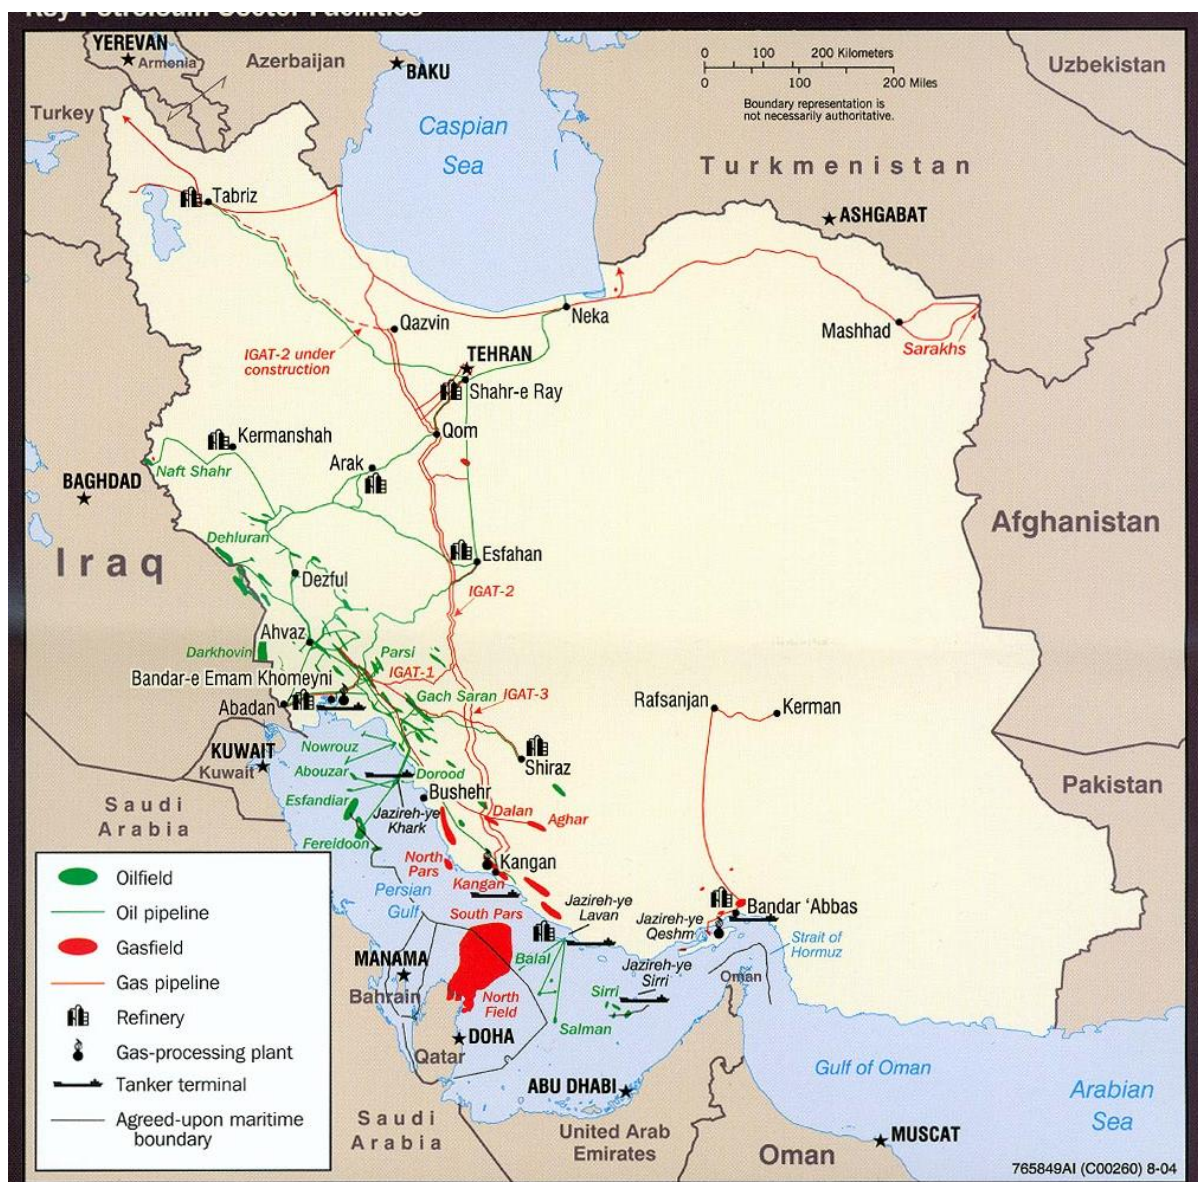 Key Petroleum Sector Facilities
YEREVAN
Armenia
Azerbaijan
BAKU
0 100 200 Kilometers
0 100 200 Miles
Boundary representation is
not necessarily authoritative.
Uzbekistan
Turkey
Caspian
Sea
Turkmenistan
ASHGABAT
Tabriz
Qazvin
Neka
Mashhad
Sarakhs
IGAT-2 under
construction
TEHRAN
Shahr-e Ray
Kermanshah
Qom
Arak
Naft Shahr
BAGHDAD
Iraq
Afghanistan
Dehluran
Esfahan
Dezful
IGAT-2
Ahvaz
Darkhovin
Parsi
Bandar-e Emam Khomeyni
IGAT-1
Gach Saran
IGAT-3
Abadan
Rafsanjan
Kerman
KUWAIT
Kuwait
Nowrouz
Abouzar
Dorood
Shiraz
Saudi
Arabia
Esfandiar
Bushehr
Jazireh-ye
Khark
Dalan
Aghar
Pakistan
Fereidoon
North
Pars
Kangan
Kangan
Persian
Gulf
South Pars
Jazireh-ye
Lavan
Jazireh-ye
Qeshm
Bandar 'Abbas
Strait of
Hormuz
MANAMA
Bahrain
Balal
North
Field
Jazireh-ye
Sirri
Oman
Sirri
Salman
DOHA
Qatar
ABU DHABI
Gulf of Oman
Arabian
Sea
Saudi
Arabia
United Arab
Emirates
Oman
MUSCAT
Oilfield
Oil pipeline
Gasfield
Gas pipeline
Refinery
Gas-processing plant
Tanker terminal
Agreed-upon maritime
boundary
765849AI (C00260) 8-04